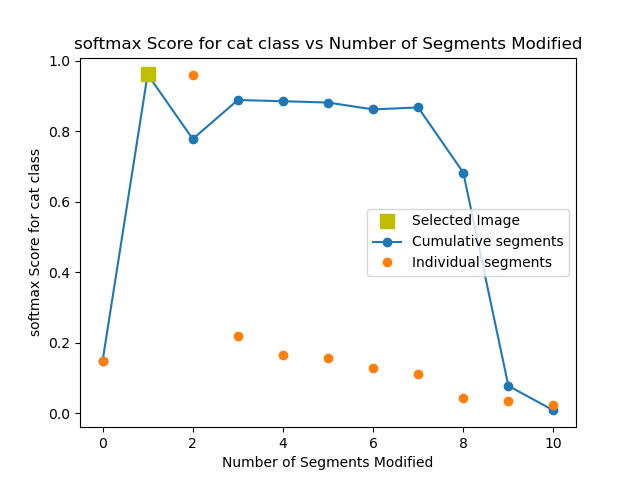 softmax Score for cat class vs Number of Segments Modified
1.0
0.8
0.6
0.4
0.2
0.0
softmax Score for cat class
Selected Image
Cumulative segments
Individual segments
0 2 4 6 8 10
Number of Segments Modified